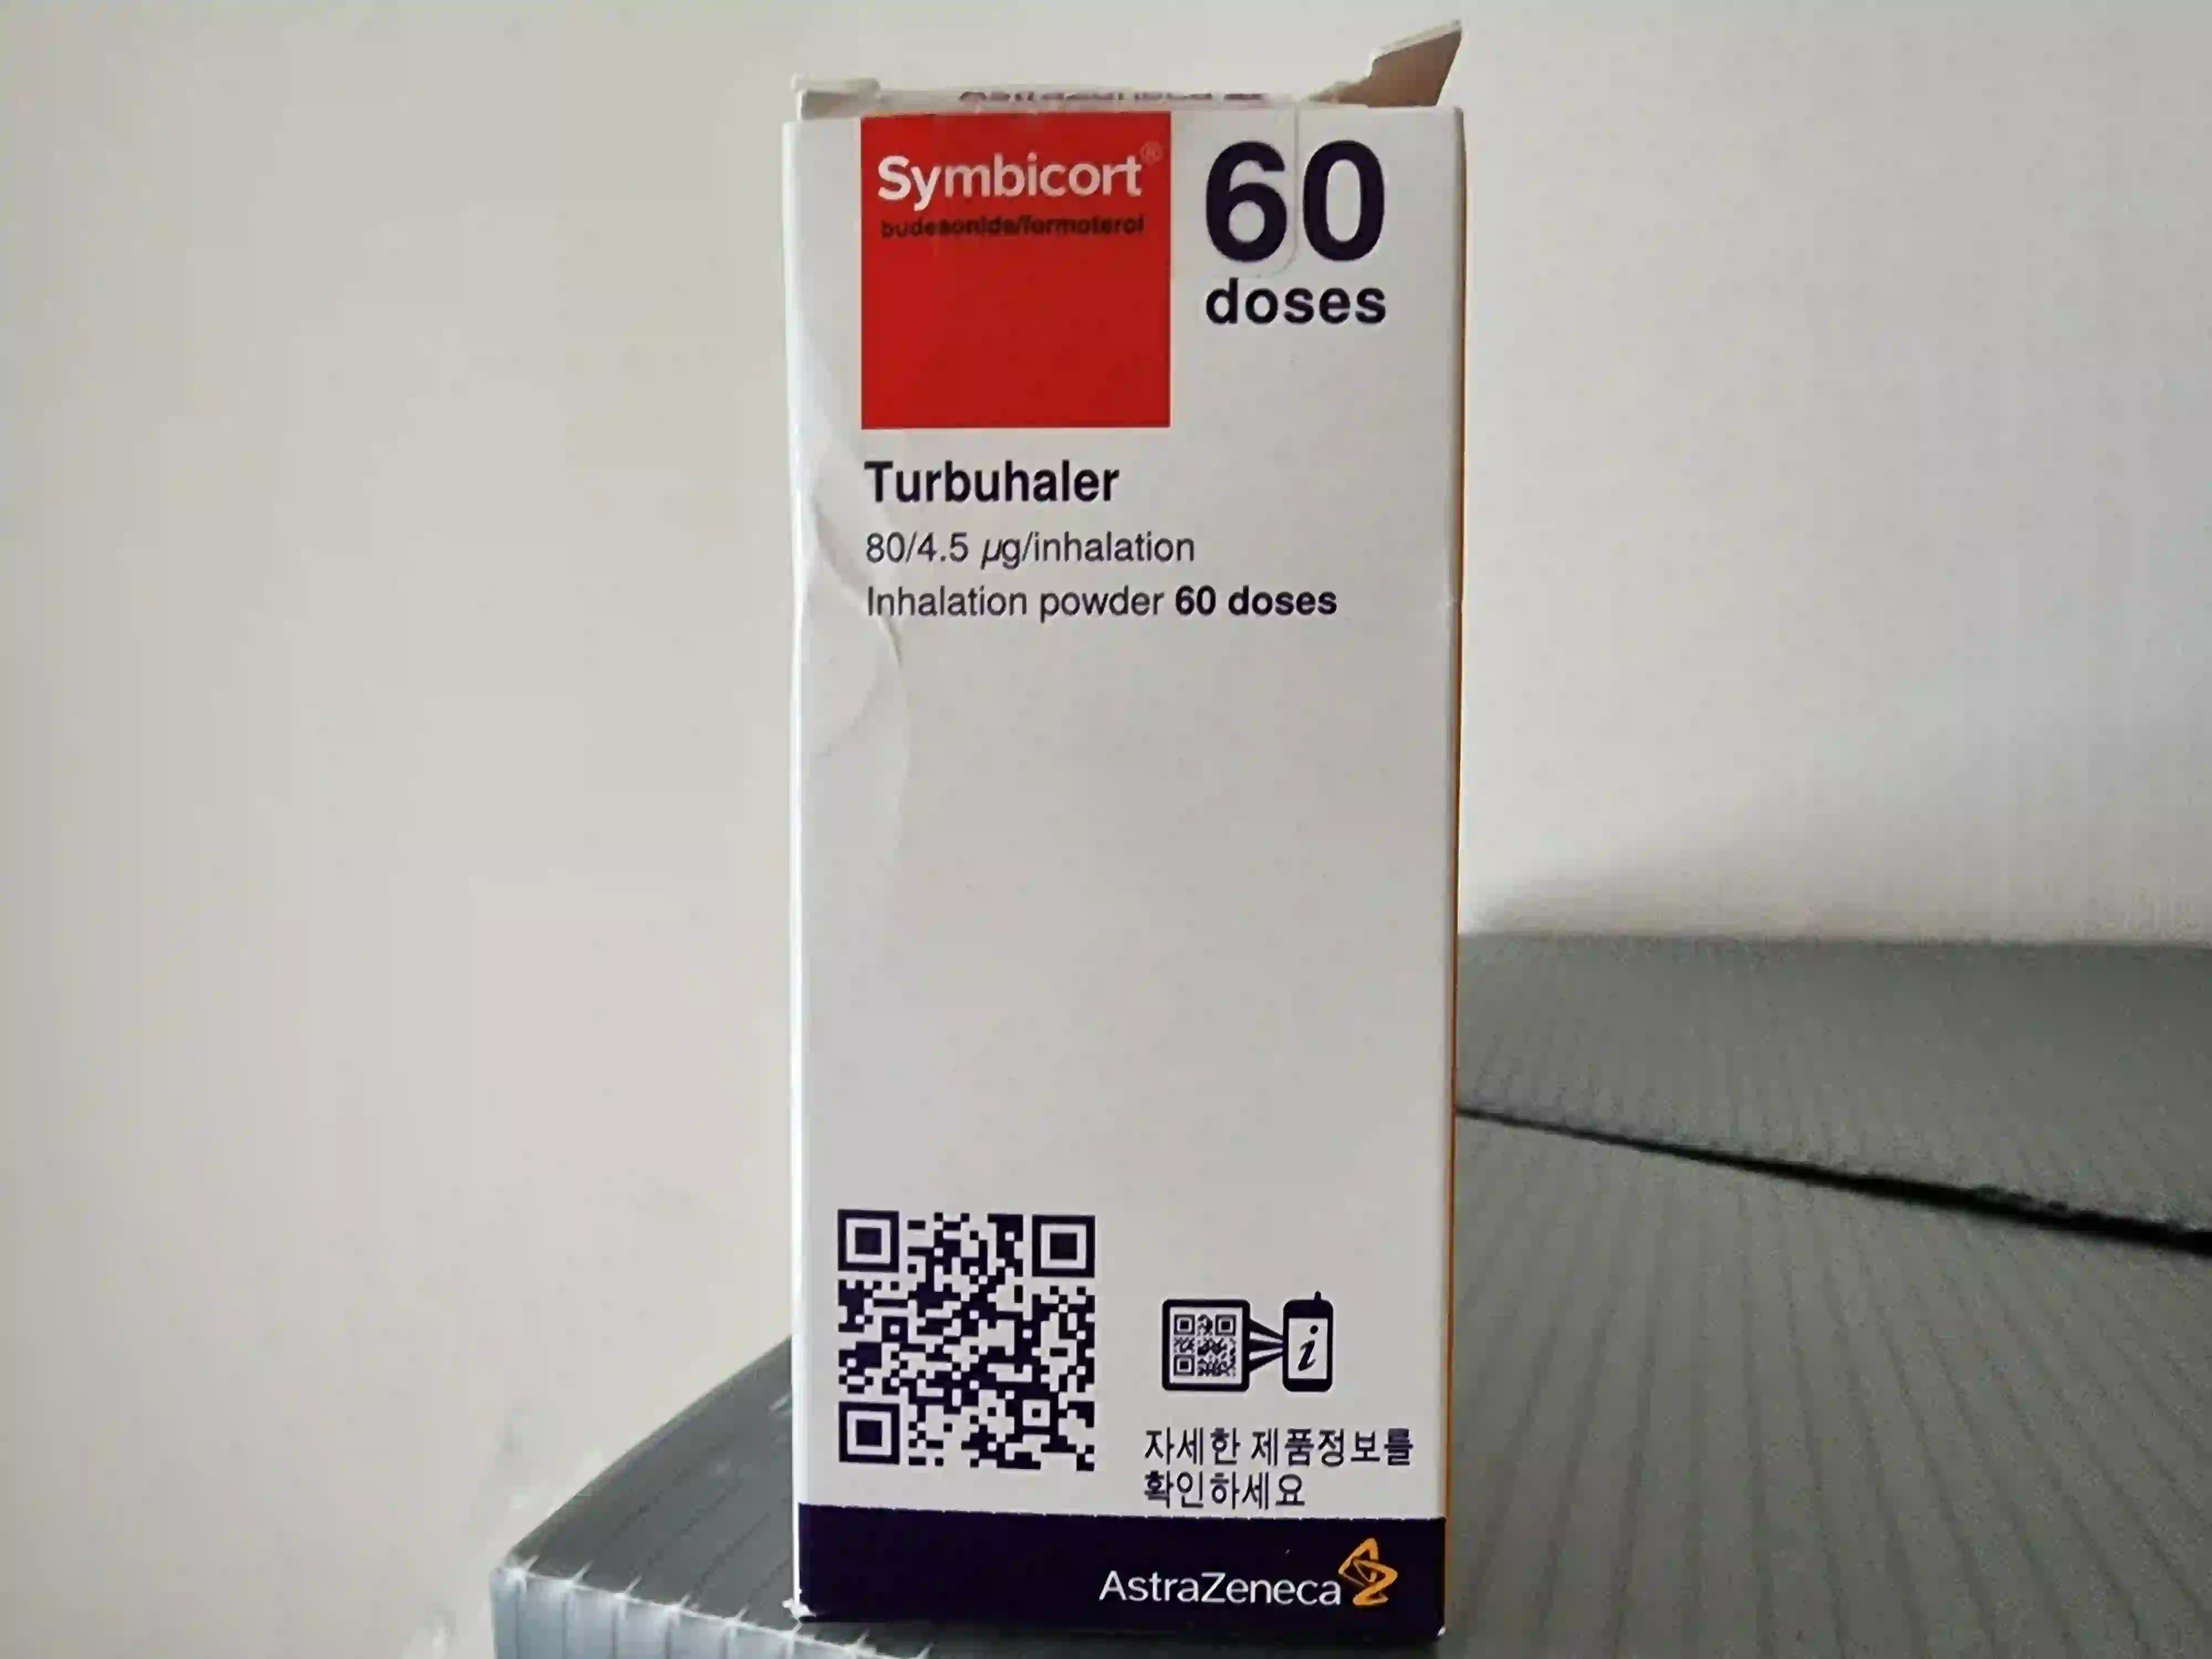 Symbicort®
budesonide/formoterol
60
doses
Turbuhaler
80/4.5 µg/inhalation
Inhalation powder 60 doses
i
자세한 제품정보를
확인하세요
AstraZeneca